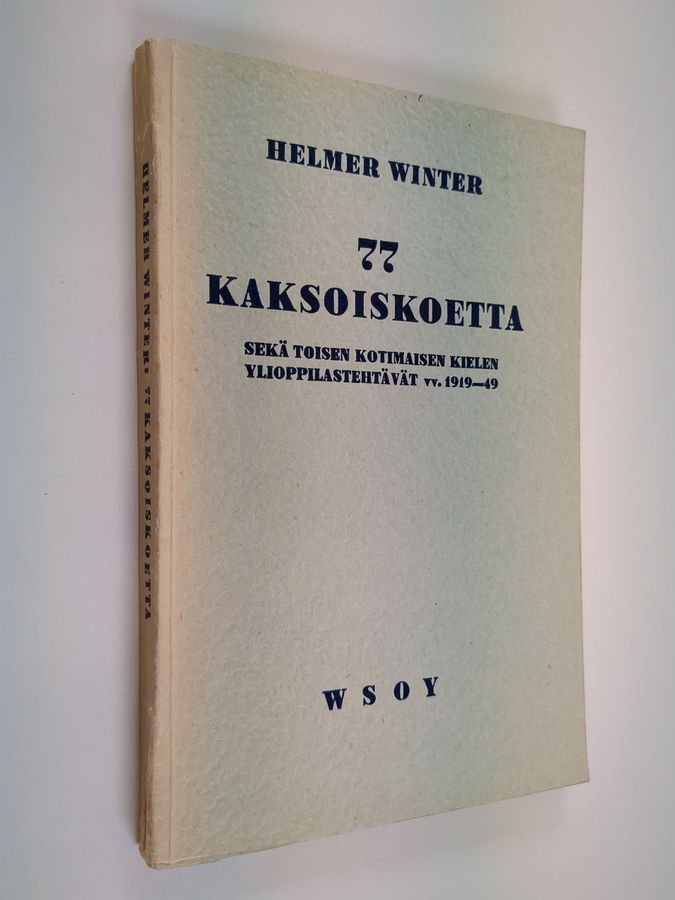 HELMER WINTER
77
KAKSOISKOETTA
SEKÄ TOISEN KOTIMAISEN KIELEN
YLIOPPILASTEHTÄVÄT vv. 1919—49
WSOY
HELMER WINTER: 77 KAKSOISKOETTA